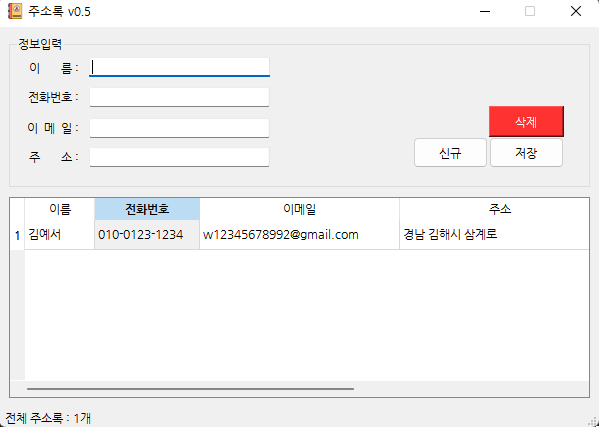 주소록 v0.5
정보입력
이 름 :
전화번호 :
이 메 일 :
주 소 :
삭제
신규 저장
이름 전화번호 이메일 주소
1 김예서 010-0123-1234 w12345678992@gmail.com 경남 김해시 삼계로
전체 주소록 : 1개